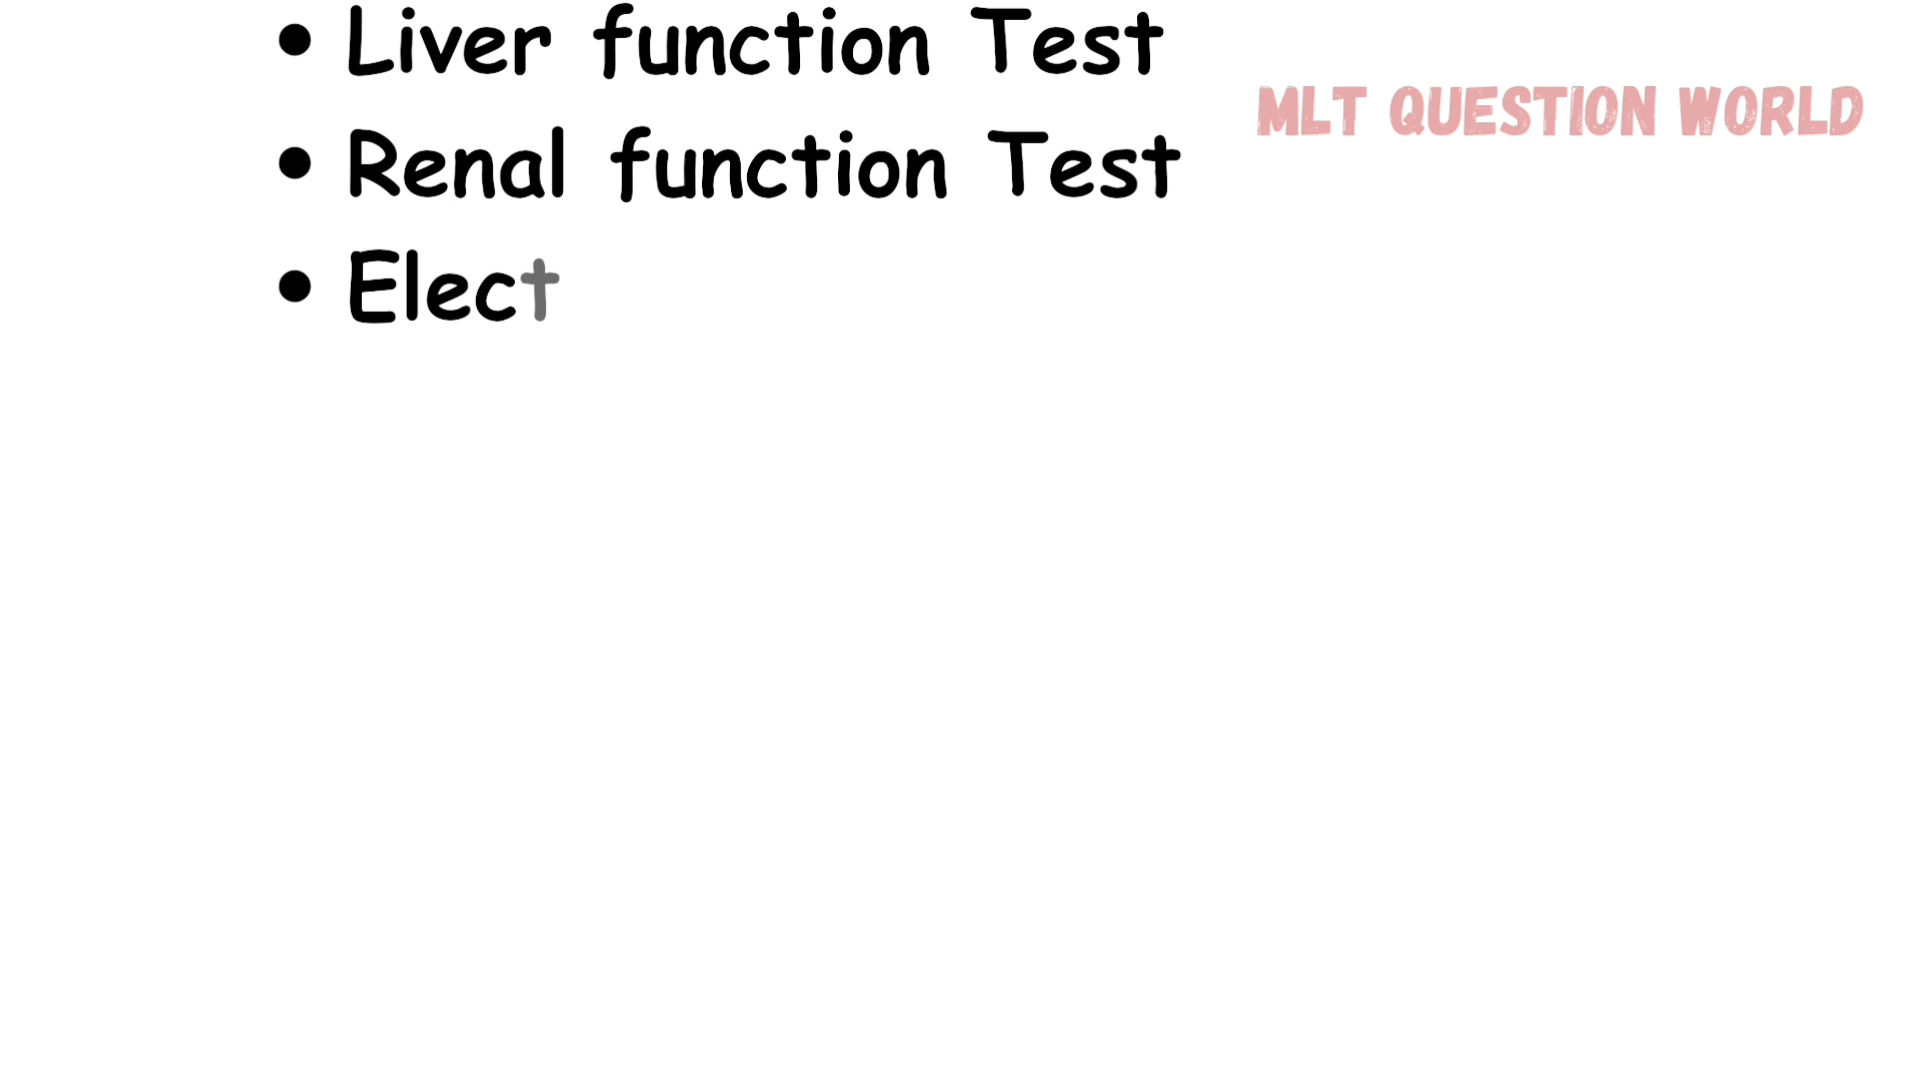 • Liver function Test
MLT QUESTION WORLD
• Renal function Test
• Elect